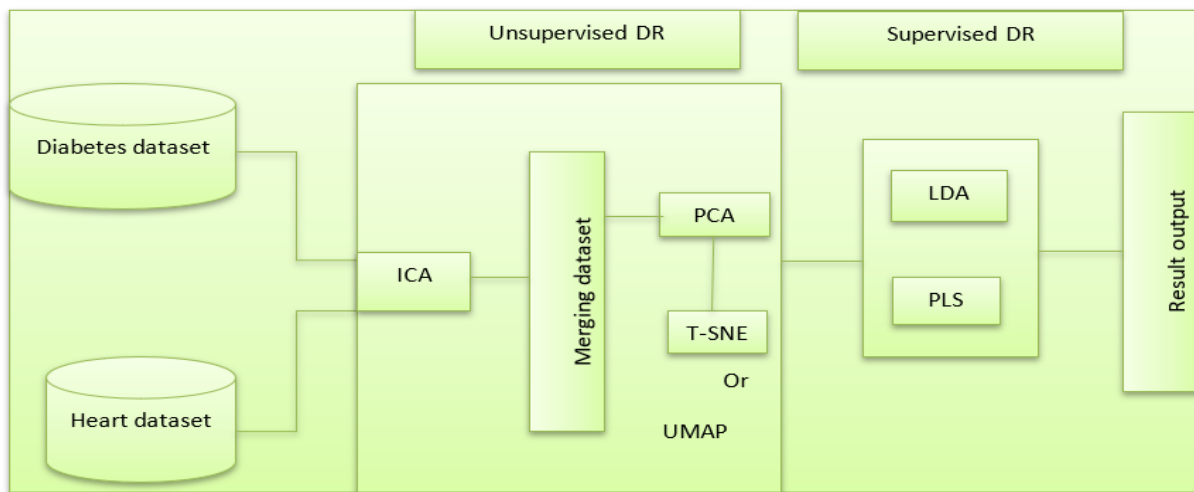 Unsupervised DR
Supervised DR
Diabetes dataset
Heart dataset
ICA
Merging dataset
PCA
T-SNE
Or
UMAP
LDA
PLS
Result output